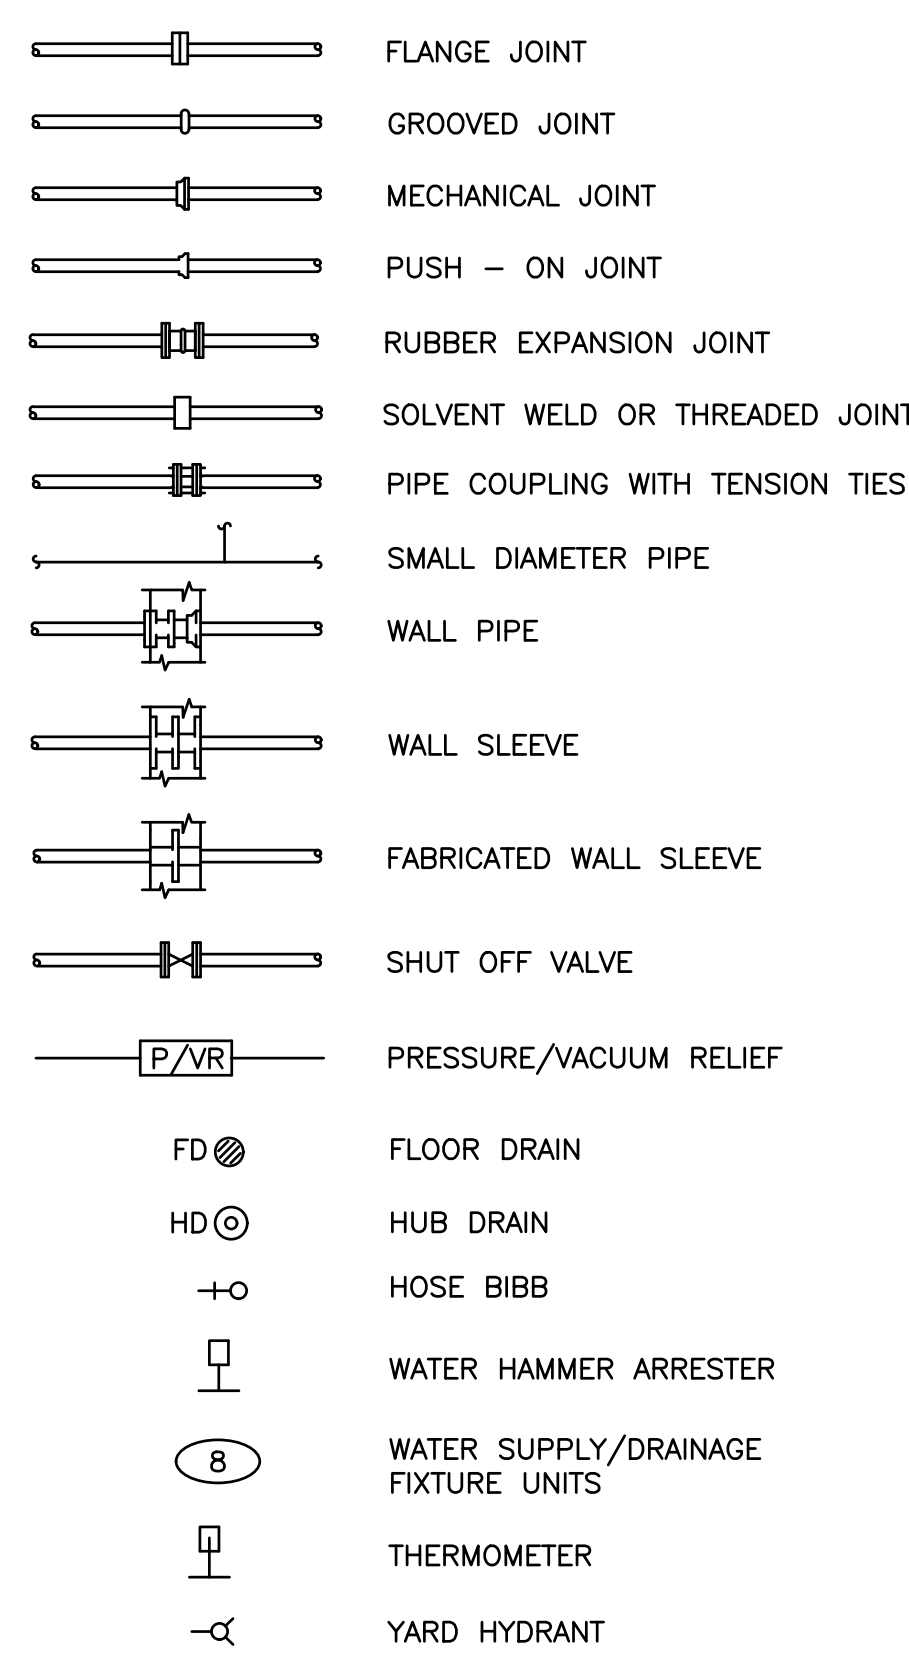 FLANGE JOINT
GROOVED JOINT
MECHANICAL JOINT
PUSH - ON JOINT
RUBBER EXPANSION JOINT
SOLVENT WELD OR THREADED JOINT
PIPE COUPLING WITH TENSION TIES
SMALL DIAMETER PIPE
WALL PIPE
WALL SLEEVE
FABRICATED WALL SLEEVE
SHUT OFF VALVE
P/VR PRESSURE/VACUUM RELIEF
FD FLOOR DRAIN
HD HUB DRAIN
HOSE BIBB
WATER HAMMER ARRESTER
8 WATER SUPPLY/DRAINAGE
FIXTURE UNITS
THERMOMETER
YARD HYDRANT